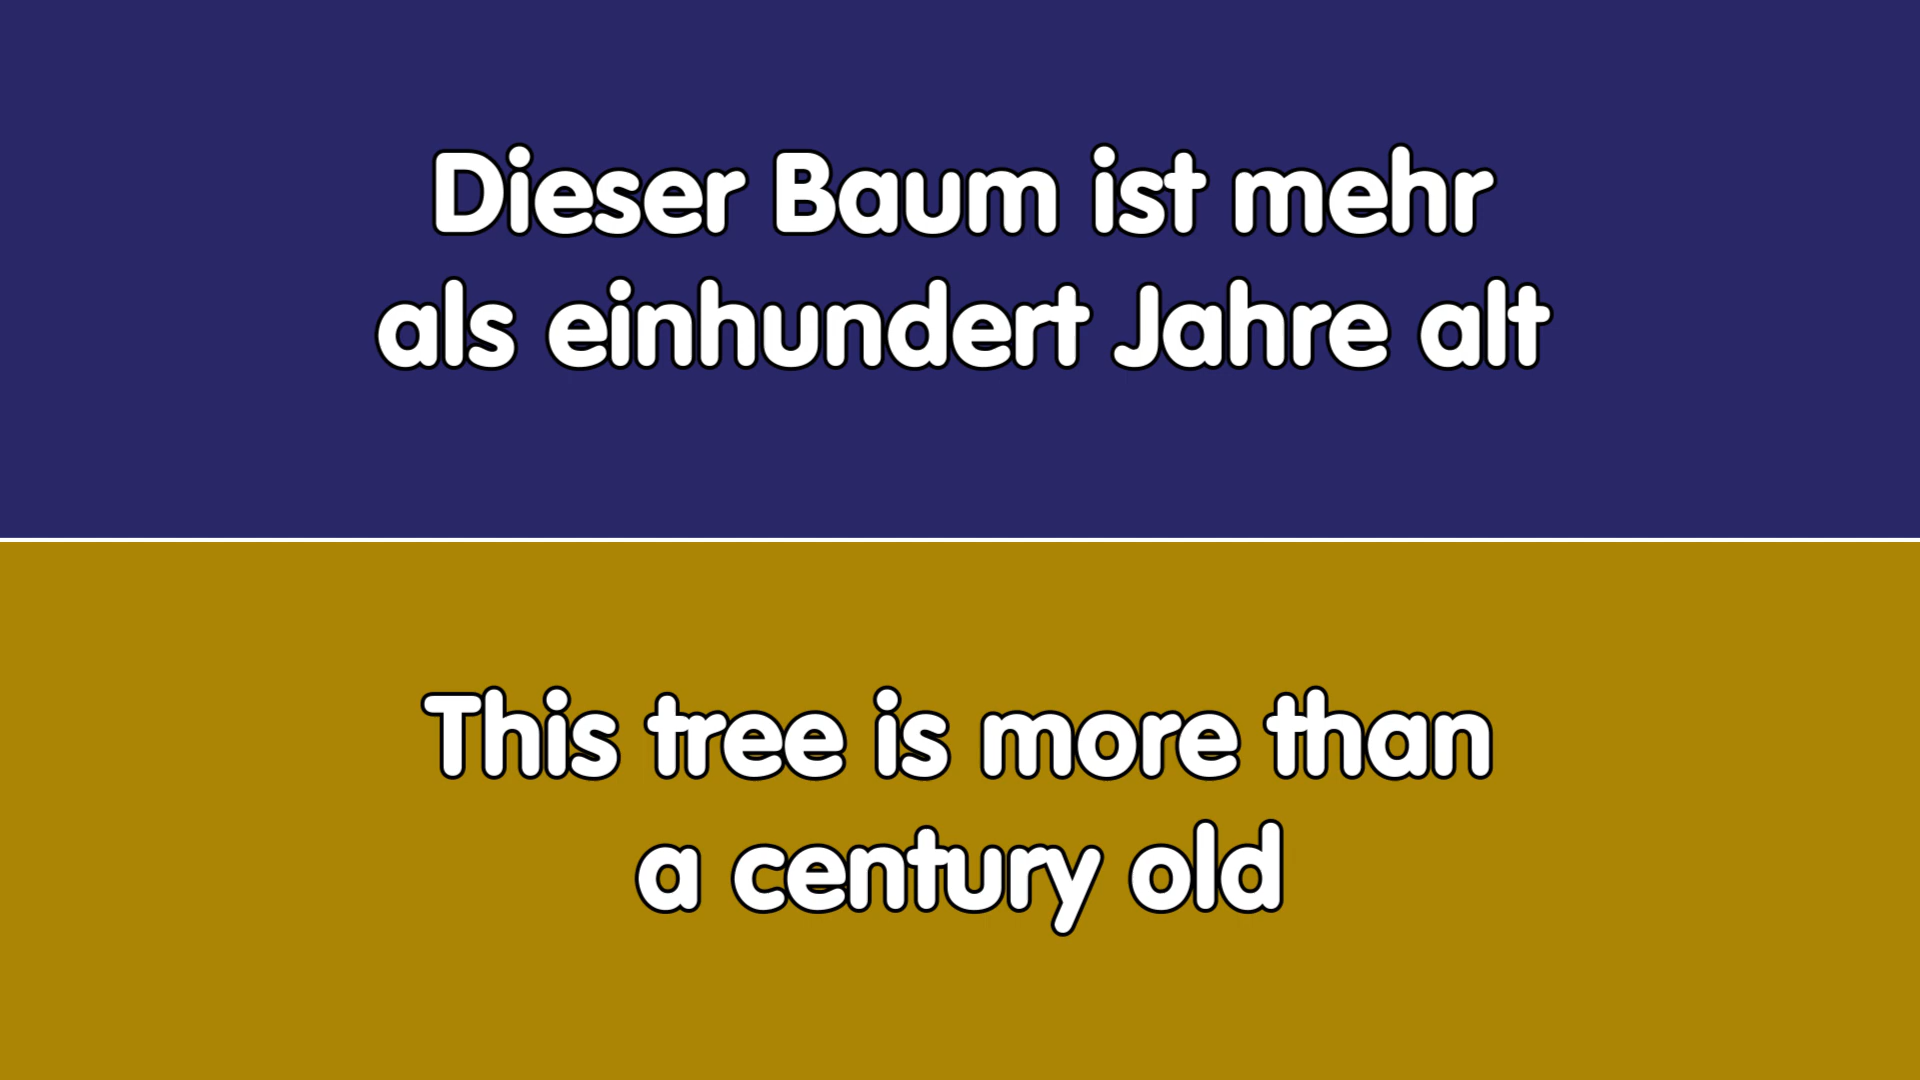 Dieser Baum ist mehr
als einhundert Jahre alt
This tree is more than
a century old